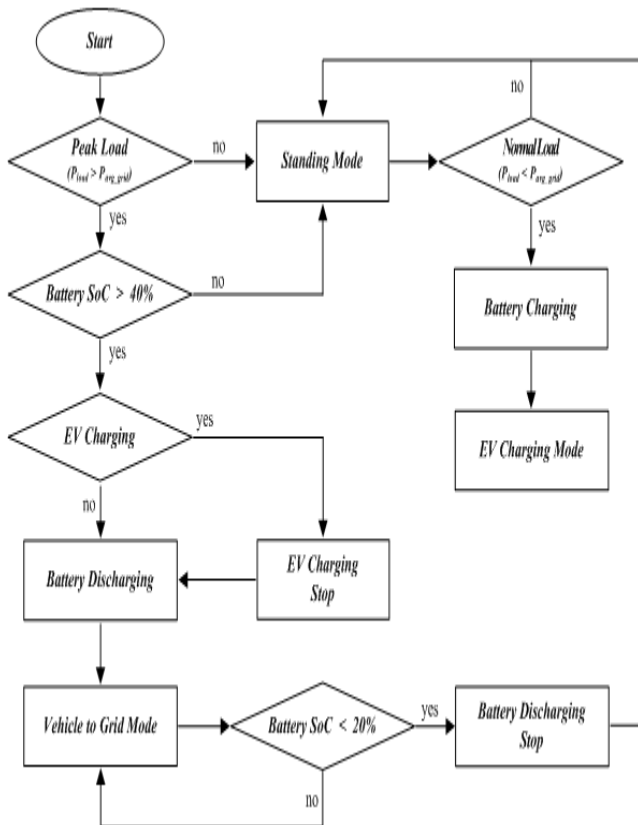 Start
Peak Load
(P_load > P_avg_grid)
no
Standing Mode
no
Normal Load
(P_load < P_avg_grid)
yes
yes
Battery SoC > 40%
no
Battery Charging
yes
EV Charging
yes
EV Charging Mode
no
Battery Discharging
EV Charging
Stop
Vehicle to Grid Mode
Battery SoC < 20%
yes
Battery Discharging
Stop
no